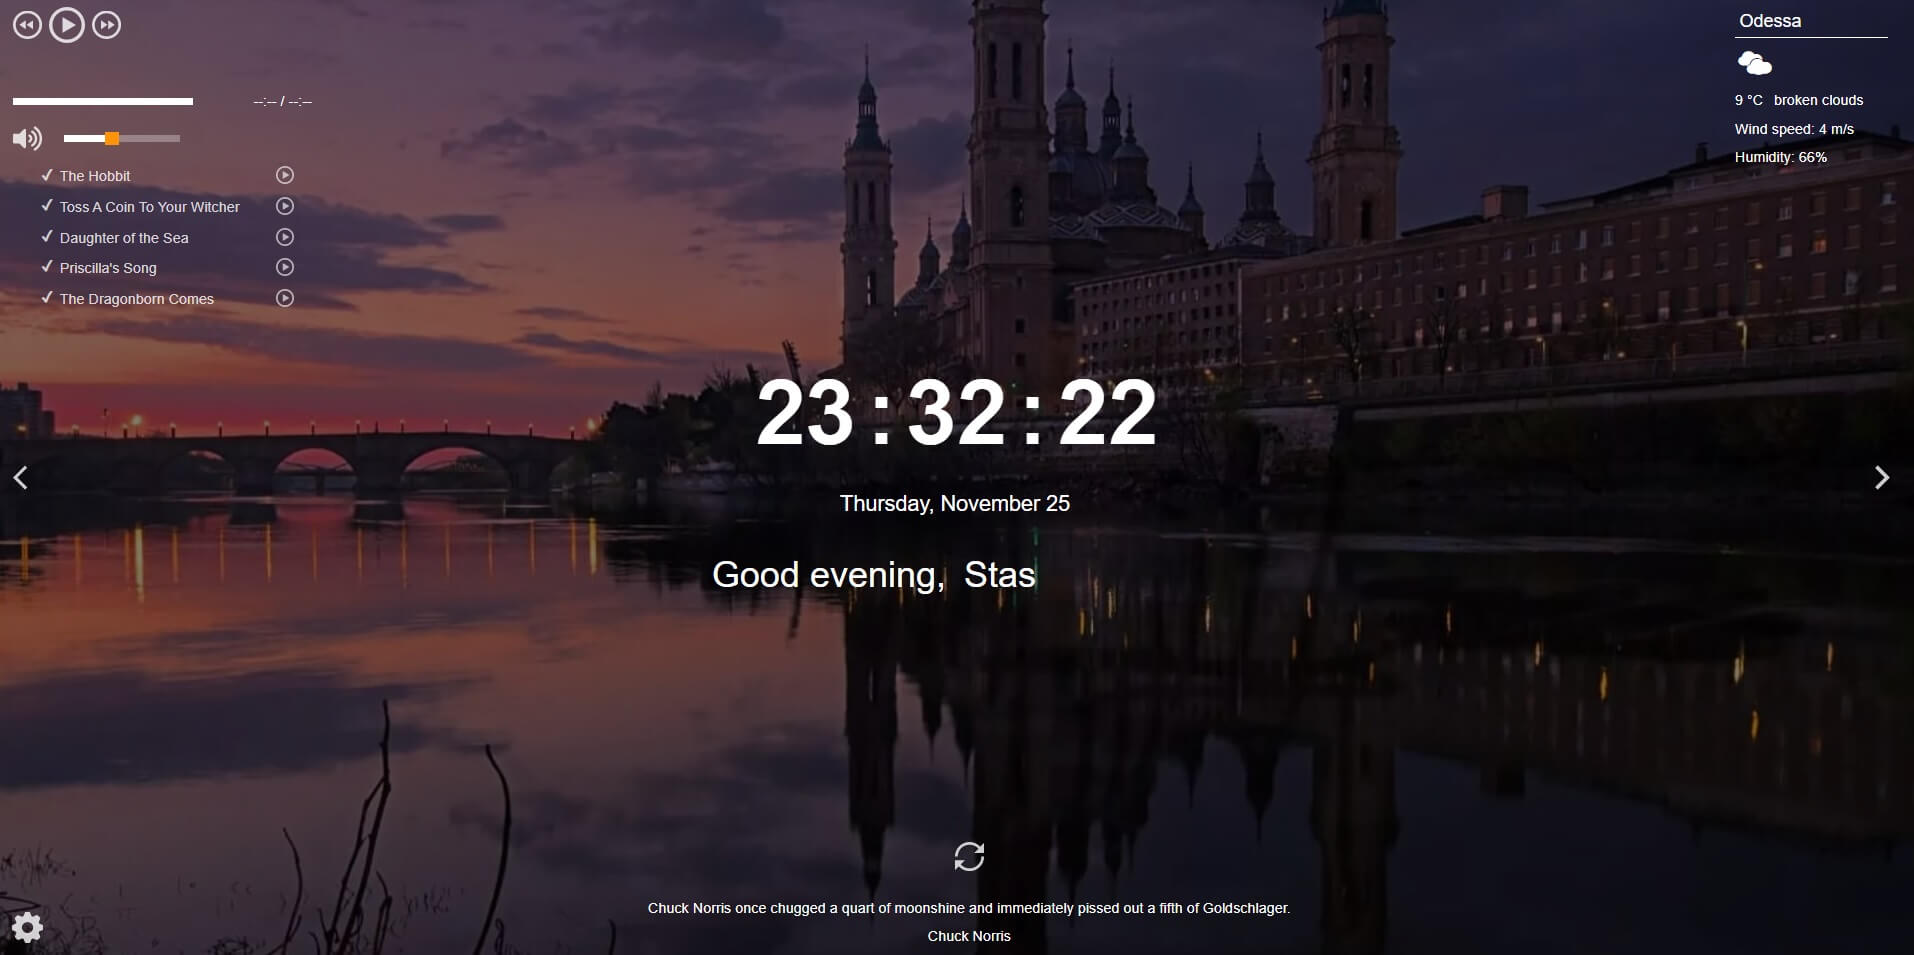 Odessa
--:-- / --:--
9 °C broken clouds
Wind speed: 4 m/s
Humidity: 66%
✓ The Hobbit
✓ Toss A Coin To Your Witcher
✓ Daughter of the Sea
✓ Priscilla's Song
✓ The Dragonborn Comes
23:32:22
Thursday, November 25
Good evening, Stas
Chuck Norris once chugged a quart of moonshine and immediately pissed out a fifth of Goldschlager.
Chuck Norris